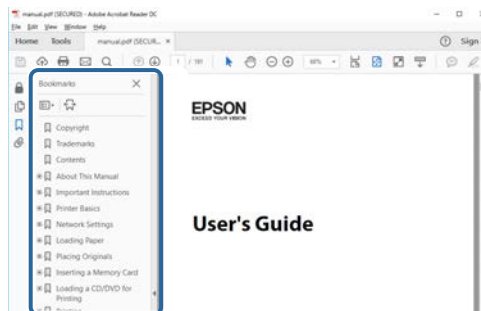 manual.pdf (SECURED) - Adobe Acrobat Reader DC
File Edit View Window Help
Home Tools manual.pdf (SECUR... × Sign
1 / 181
Bookmarks
Copyright
Trademarks
Contents
About This Manual
Important Instructions
Printer Basics
Network Settings
Loading Paper
Placing Originals
Inserting a Memory Card
Loading a CD/DVD for
Printing
EPSON
EXCEED YOUR VISION
User's Guide